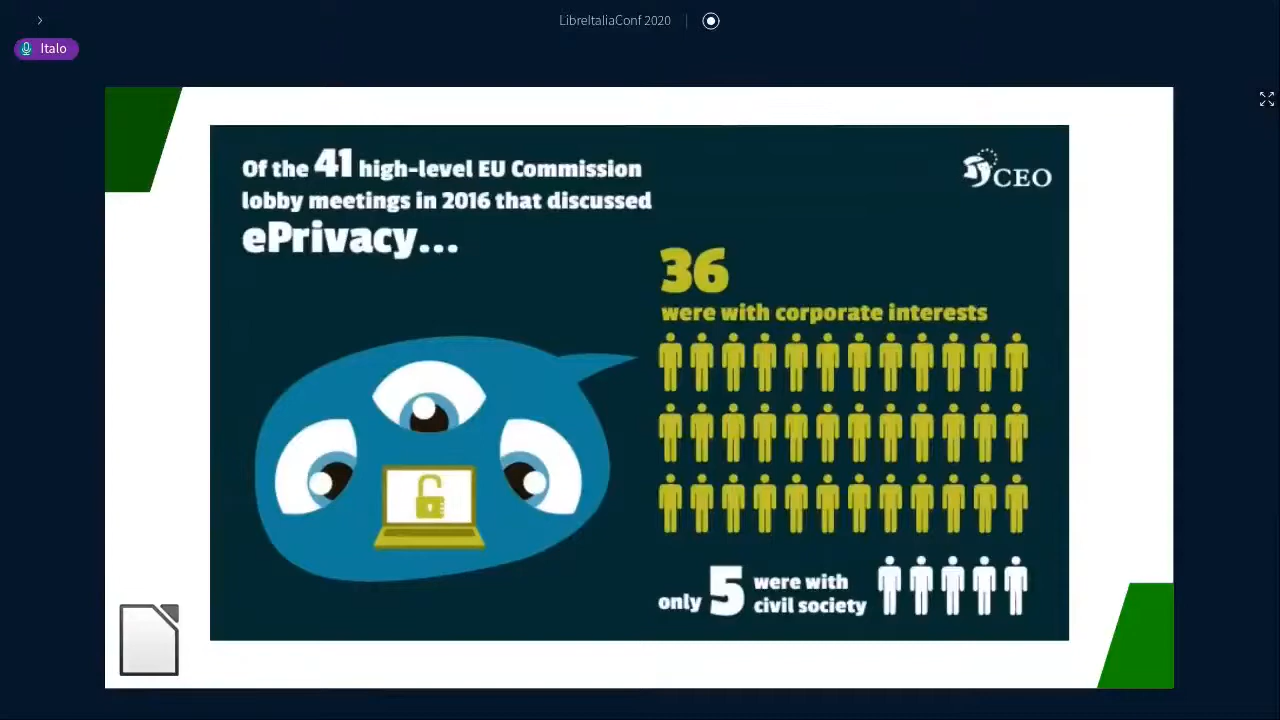 LibreItaliaConf 2020
Italo
Of the 41 high-level EU Commission
lobby meetings in 2016 that discussed
ePrivacy...
CEO
36
were with corporate interests
only 5 were with
civil society